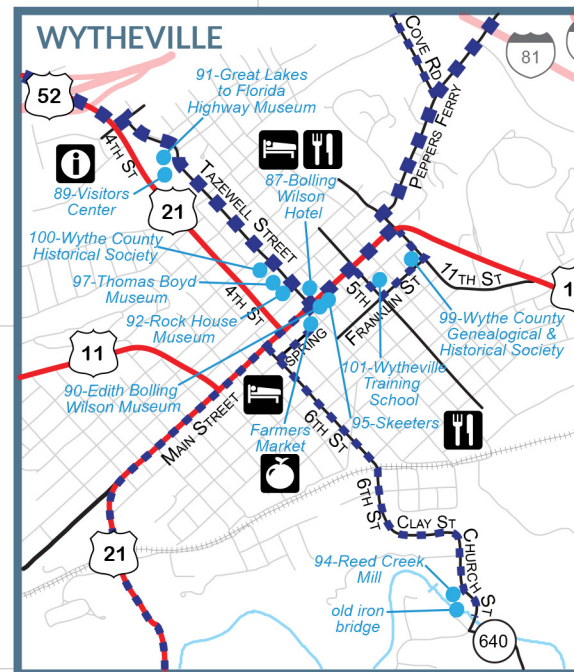 WYTHEVILLE
COVE RD
81
91-Great Lakes
to Florida
Highway Museum
52
PEPPERS FERRY
4TH ST
i
TAZEWELL STREET
87-Bolling
Wilson
Hotel
89-Visitors
Center
21
100-Wythe County
Historical Society
97-Thomas Boyd
Museum
11TH ST
4TH ST
5TH
FRANKLIN ST
1
92-Rock House
Museum
99-Wythe County
Genealogical &
Historical Society
11
SPRING
101-Wytheville
Training
School
90-Edith Bolling
Wilson Museum
MAIN STREET
6TH ST
95-Skeeters
Farmers
Market
6TH ST
CLAY ST
21
CHURCH ST
94-Reed Creek
Mill
old iron
bridge
640